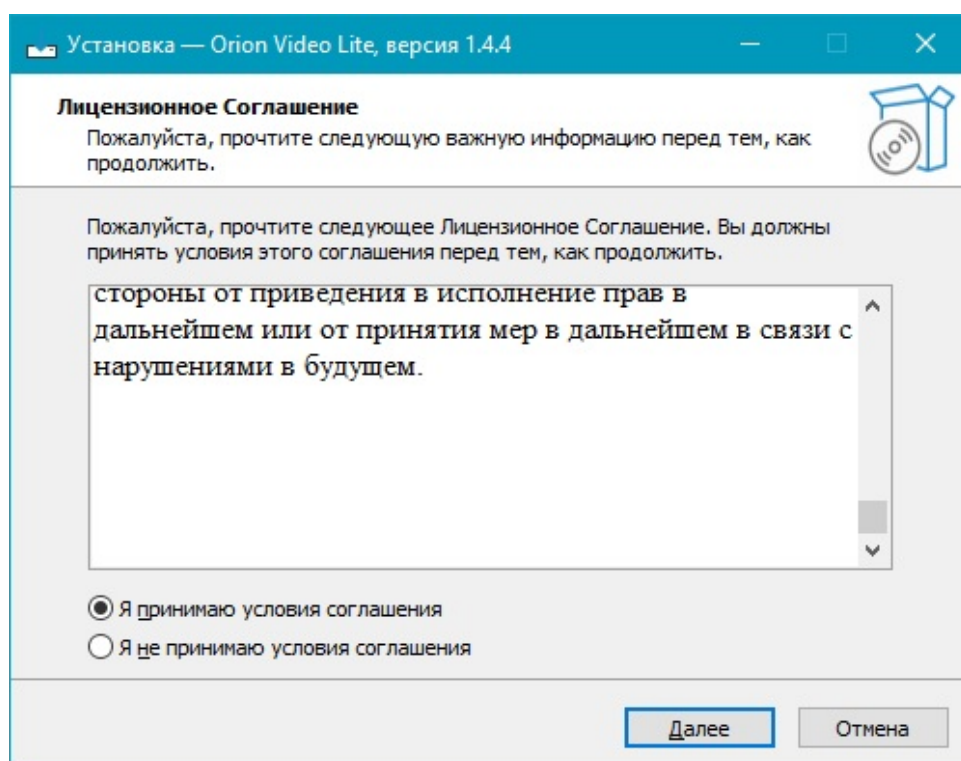 Установка — Orion Video Lite, версия 1.4.4
Лицензионное Соглашение
Пожалуйста, прочтите следующую важную информацию перед тем, как
продолжить.
Пожалуйста, прочтите следующее Лицензионное Соглашение. Вы должны
принять условия этого соглашения перед тем, как продолжить.
стороны от приведения в исполнение прав в
дальнейшем или от принятия мер в дальнейшем в связи с
нарушениями в будущем.
Я принимаю условия соглашения
Я не принимаю условия соглашения
Далее
Отмена